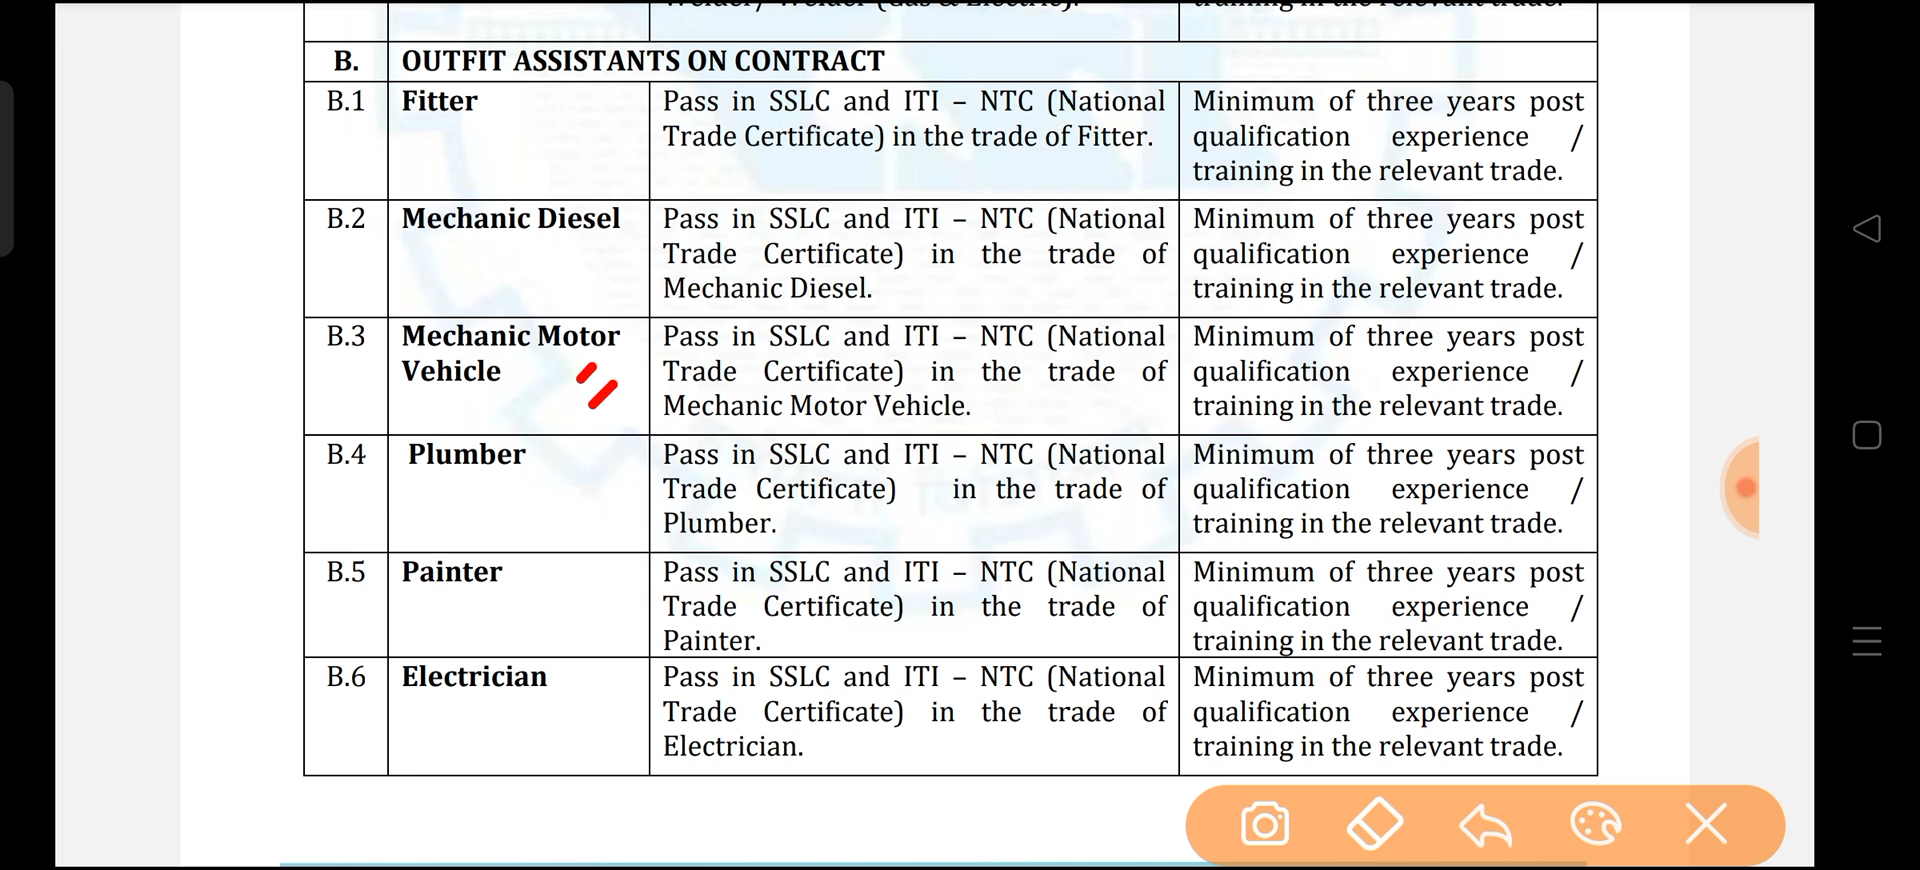 B. OUTFIT ASSISTANTS ON CONTRACT
B.1 Fitter Pass in SSLC and ITI – NTC (National Minimum of three years post
Trade Certificate) in the trade of Fitter. qualification experience /
training in the relevant trade.
B.2 Mechanic Diesel Pass in SSLC and ITI – NTC (National Minimum of three years post
Trade Certificate) in the trade of qualification experience /
Mechanic Diesel. training in the relevant trade.
B.3 Mechanic Motor Pass in SSLC and ITI – NTC (National Minimum of three years post
Vehicle Trade Certificate) in the trade of qualification experience /
Mechanic Motor Vehicle. training in the relevant trade.
B.4 Plumber Pass in SSLC and ITI – NTC (National Minimum of three years post
Trade Certificate) in the trade of qualification experience /
Plumber. training in the relevant trade.
B.5 Painter Pass in SSLC and ITI – NTC (National Minimum of three years post
Trade Certificate) in the trade of qualification experience /
Painter. training in the relevant trade.
B.6 Electrician Pass in SSLC and ITI – NTC (National Minimum of three years post
Trade Certificate) in the trade of qualification experience /
Electrician. training in the relevant trade.